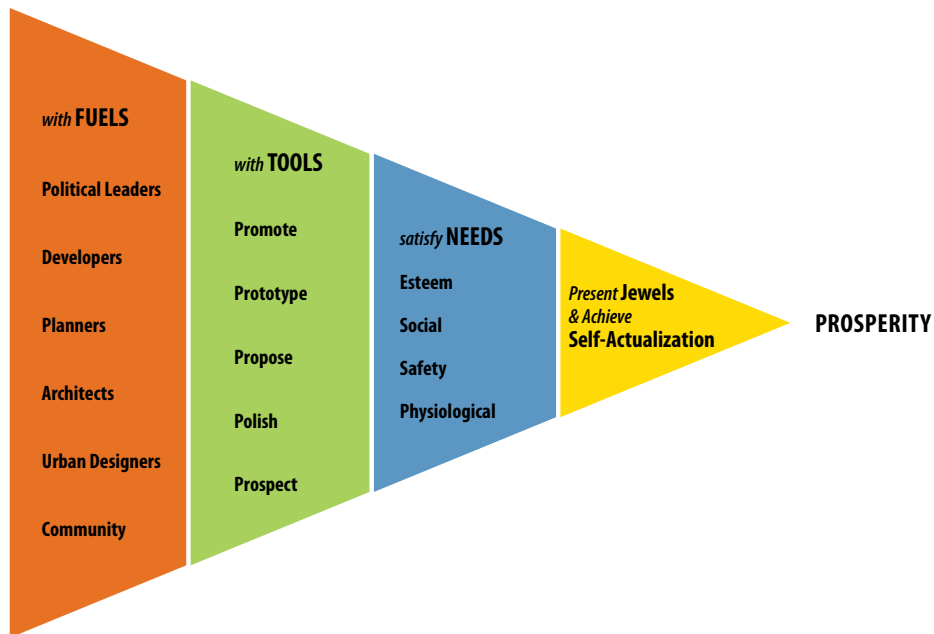 with FUELS
Political Leaders
Developers
Planners
Architects
Urban Designers
Community
with TOOLS
Promote
Prototype
Propose
Polish
Prospect
satisfy NEEDS
Esteem
Social
Safety
Physiological
Present Jewels
& Achieve
Self-Actualization
PROSPERITY